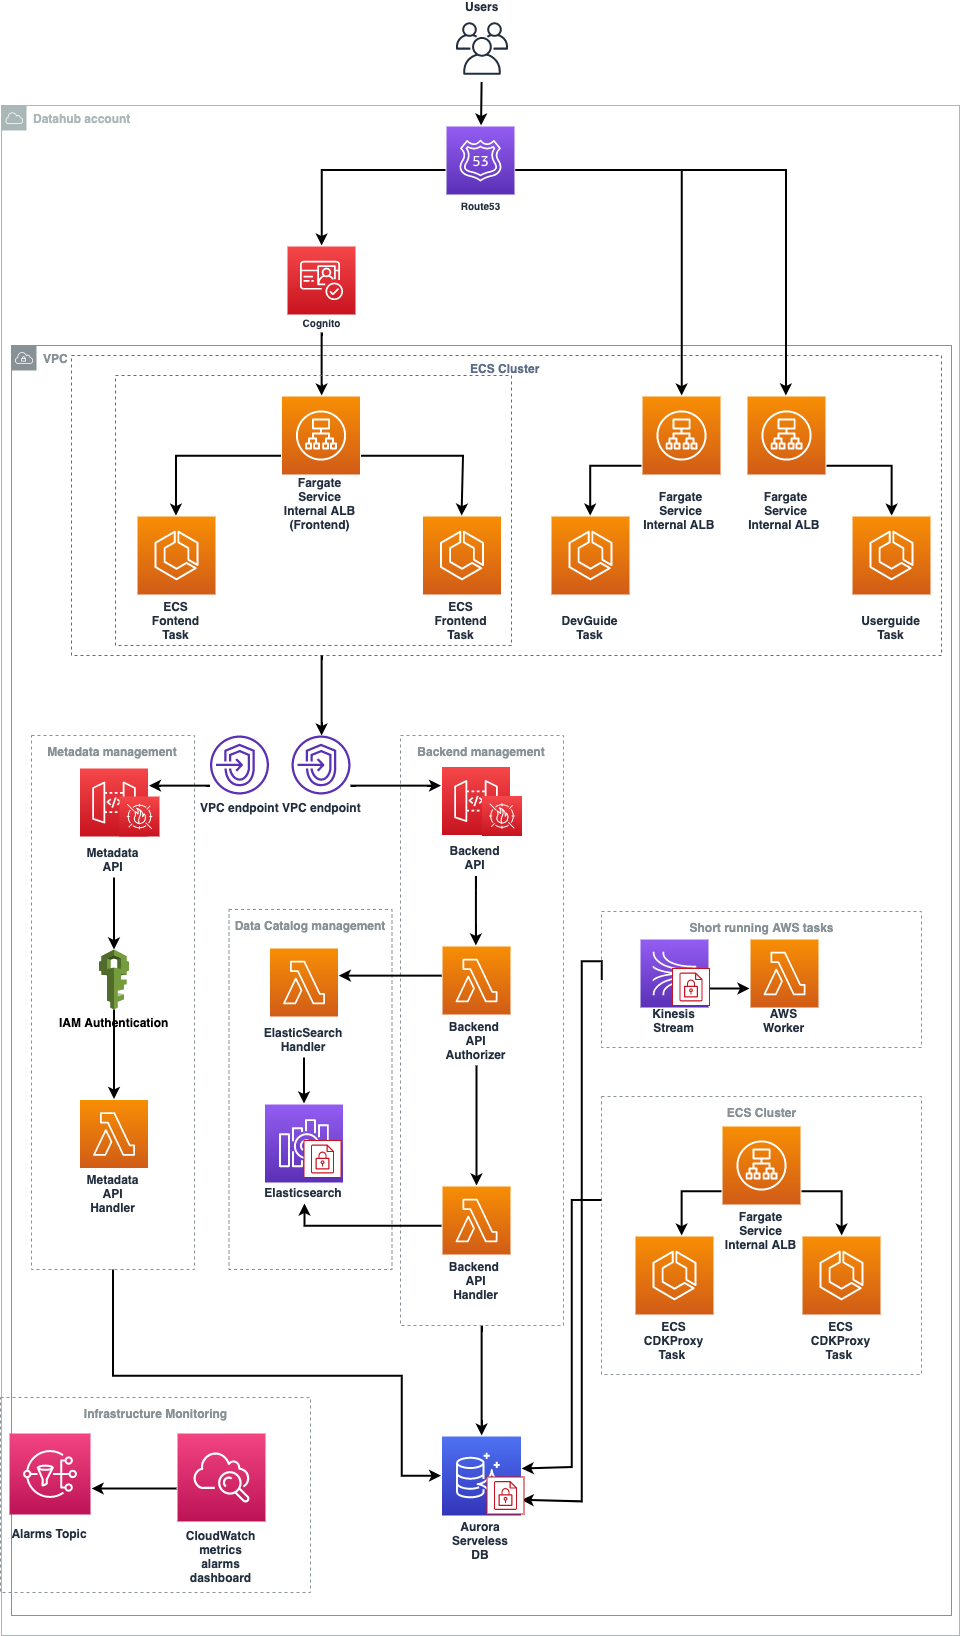 Users
Datahub account
53
Route53
Cognito
VPC
ECS Cluster
Fargate
Service
Internal ALB
(Frontend)
Fargate
Service
Internal ALB
Fargate
Service
Internal ALB
ECS
Fontend
Task
ECS
Frontend
Task
DevGuide
Task
Userguide
Task
Metadata management
Backend management
VPC endpoint
VPC endpoint
Metadata
API
Backend
API
Data Catalog management
Short running AWS tasks
Kinesis
Stream
AWS
Worker
IAM Authentication
ElasticSearch
Handler
Backend
API
Authorizer
ECS Cluster
Metadata
API
Handler
Elasticsearch
Fargate
Service
Internal ALB
Backend
API
Handler
ECS
CDKProxy
Task
ECS
CDKProxy
Task
Infrastructure Monitoring
Alarms Topic
CloudWatch
metrics
alarms
dashboard
Aurora
Serveless
DB